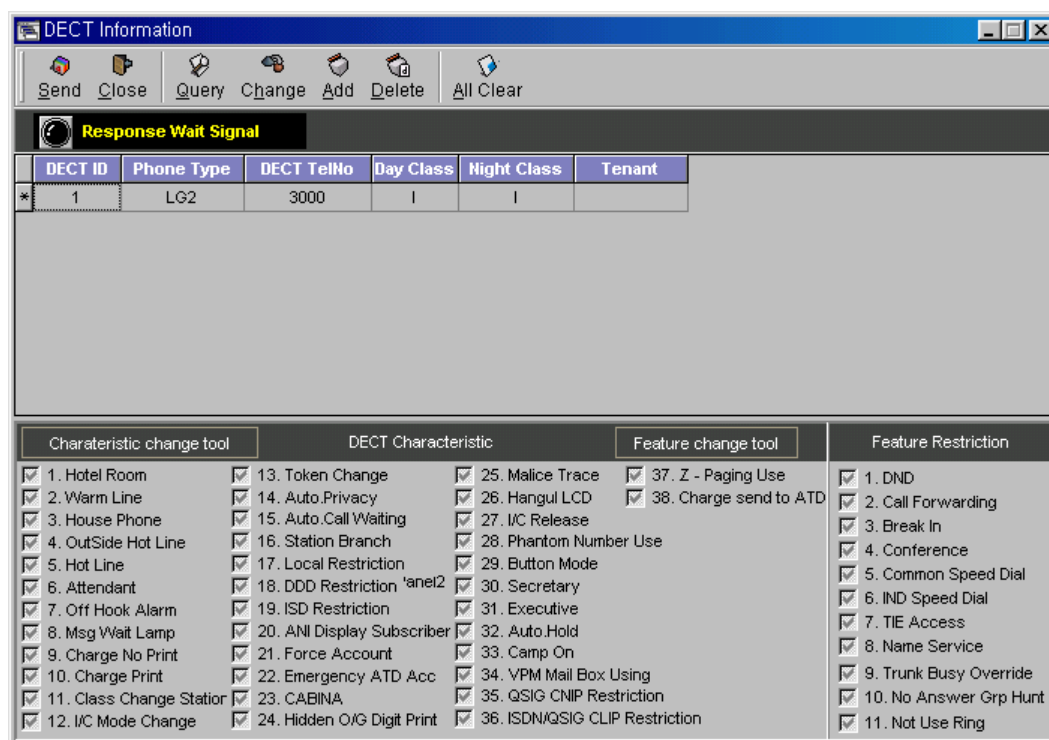 DECT Information
Send Close Query Change Add Delete All Clear
Response Wait Signal
DECT ID Phone Type DECT TelNo Day Class Night Class Tenant
* 1 LG2 3000 I I
Charateristic change tool DECT Characteristic Feature change tool Feature Restriction
1. Hotel Room
2. Warm Line
3. House Phone
4. OutSide Hot Line
5. Hot Line
6. Attendant
7. Off Hook Alarm
8. Msg Wait Lamp
9. Charge No Print
10. Charge Print
11. Class Change Station
12. I/C Mode Change
13. Token Change
14. Auto.Privacy
15. Auto.Call Waiting
16. Station Branch
17. Local Restriction
18. DDD Restriction 'anel2
19. ISD Restriction
20. ANI Display Subscriber
21. Force Account
22. Emergency ATD Acc
23. CABINA
24. Hidden O/G Digit Print
25. Malice Trace
26. Hangul LCD
27. I/C Release
28. Phantom Number Use
29. Button Mode
30. Secretary
31. Executive
32. Auto.Hold
33. Camp On
34. VPM Mail Box Using
35. QSIG CNIP Restriction
36. ISDN/QSIG CLIP Restriction
37. Z - Paging Use
38. Charge send to ATD
1. DND
2. Call Forwarding
3. Break In
4. Conference
5. Common Speed Dial
6. IND Speed Dial
7. TIE Access
8. Name Service
9. Trunk Busy Override
10. No Answer Grp Hunt
11. Not Use Ring